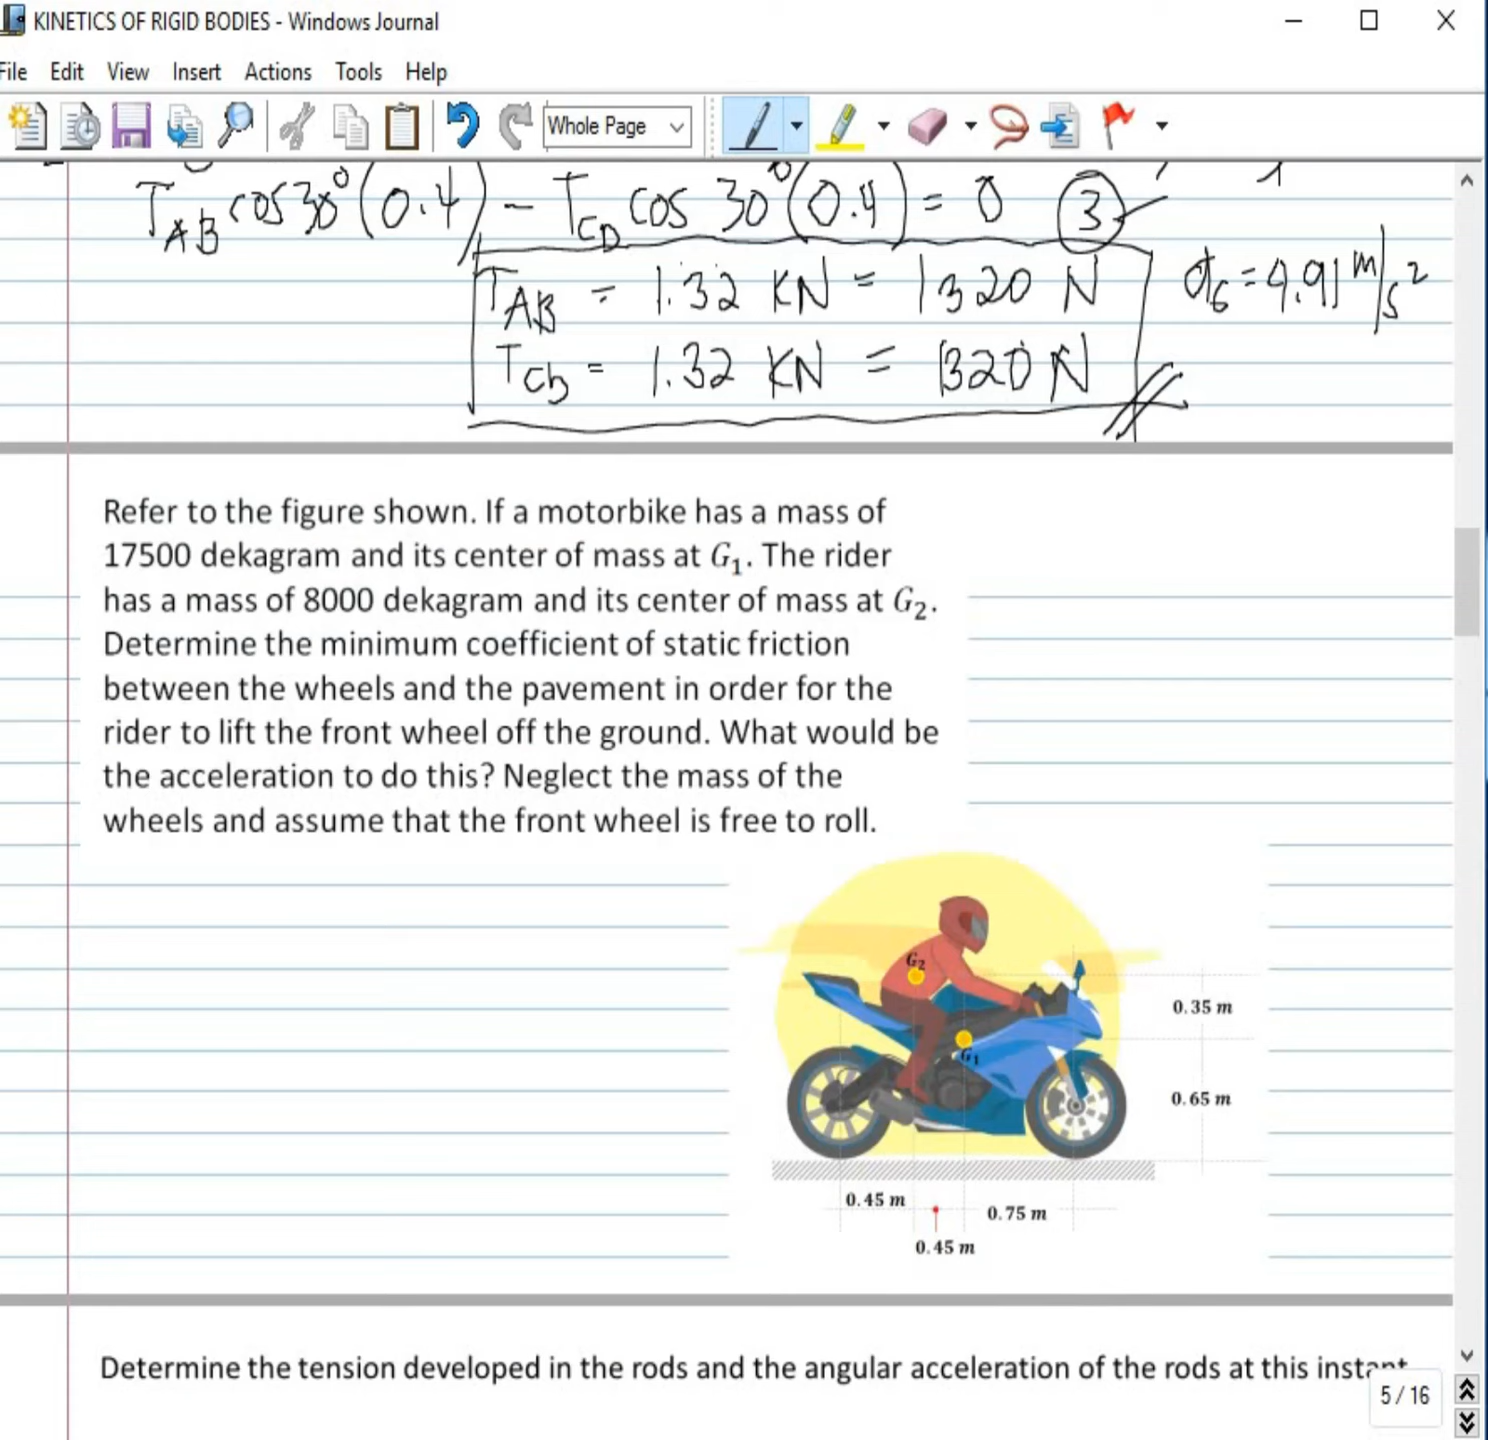 KINETICS OF RIGID BODIES - Windows Journal
File Edit View Insert Actions Tools Help
Whole Page
T_AB cos 30° (0.4) - T_CD cos 30° (0.4) = 0 ③
T_AB = 1.32 KN = 1320 N
a_G = 4.91 m/s²
T_CD = 1.32 KN = 1320 N
Refer to the figure shown. If a motorbike has a mass of
17500 dekagram and its center of mass at G₁. The rider
has a mass of 8000 dekagram and its center of mass at G₂.
Determine the minimum coefficient of static friction
between the wheels and the pavement in order for the
rider to lift the front wheel off the ground. What would be
the acceleration to do this? Neglect the mass of the
wheels and assume that the front wheel is free to roll.
G₂
0.35 m
G₁
0.65 m
0.45 m
0.75 m
0.45 m
Determine the tension developed in the rods and the angular acceleration of the rods at this instant
5 / 16